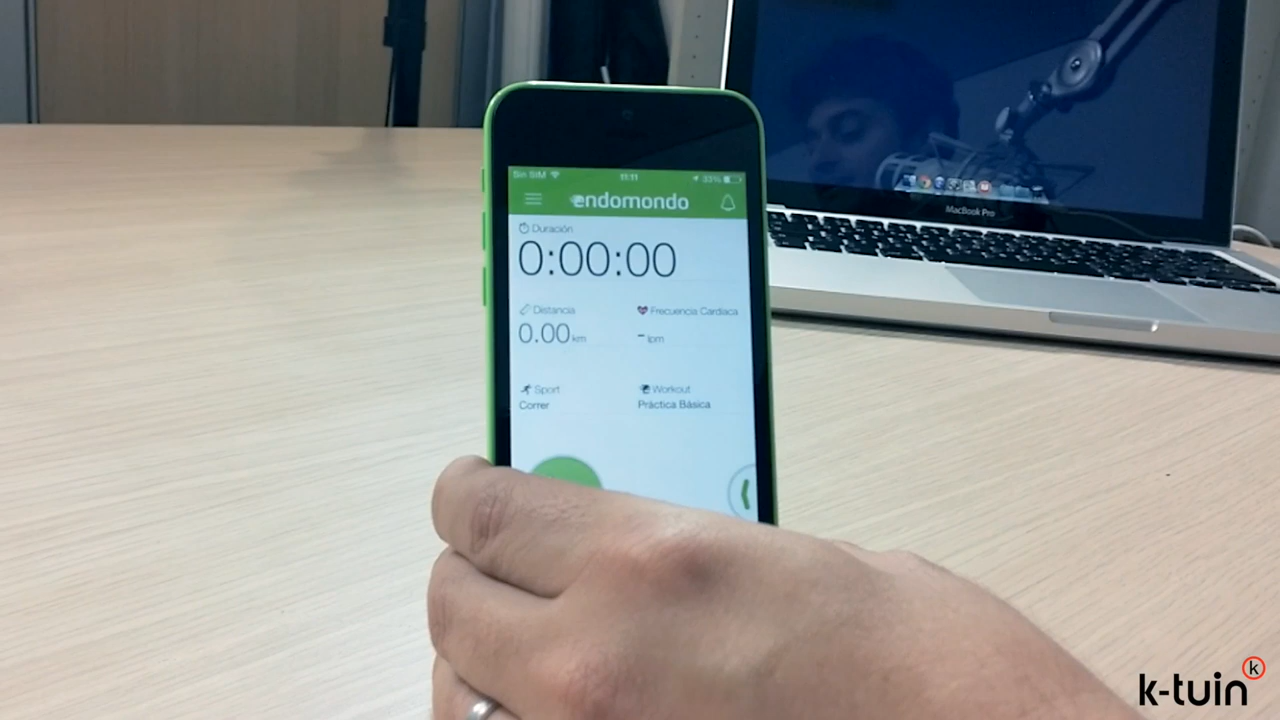 Sin SIM 11:11 33%
endomondo
Duración
0:00:00
Distancia Frecuencia Cardíaca
0.00 km - lpm
Sport Workout
Correr Práctica Básica
MacBook Pro
k-tuin k